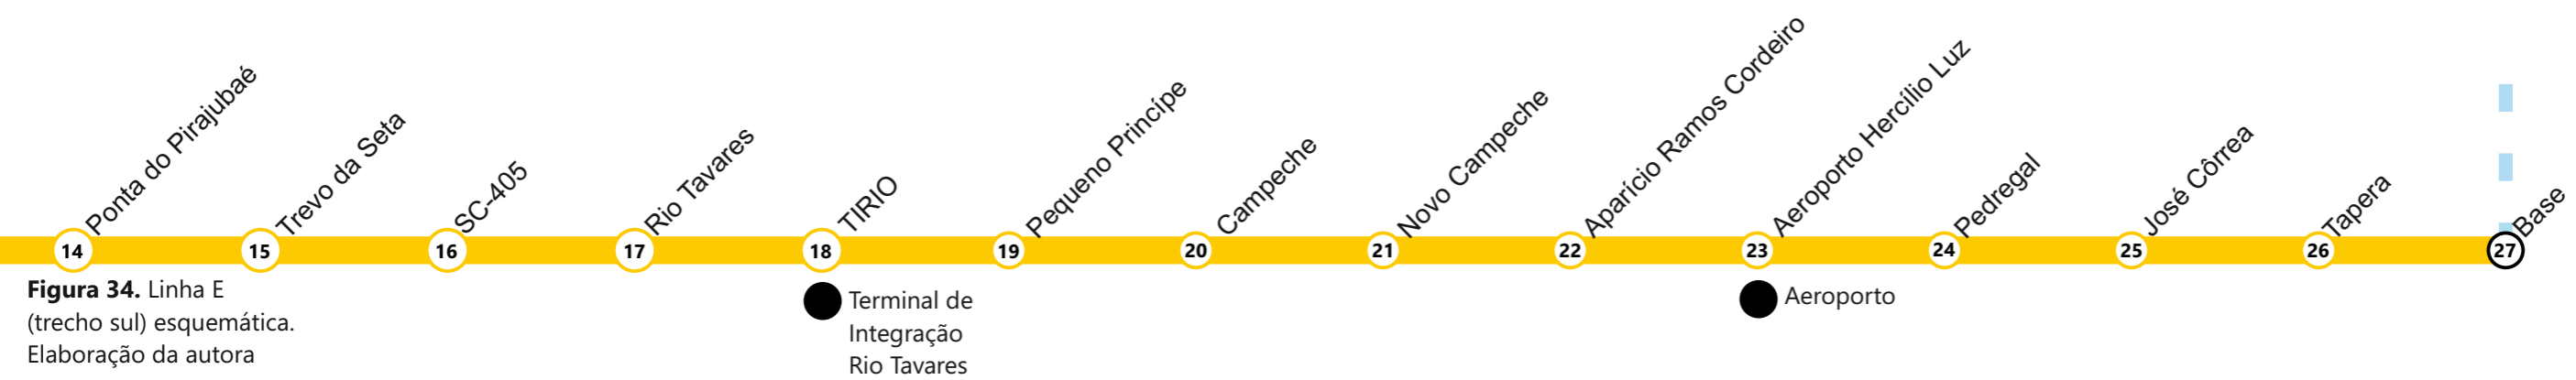 Ponta do Pirajubaé
Trevo da Seta
SC-405
Rio Tavares
TIRIO
Pequeno Princípe
Campeche
Novo Campeche
Aparício Ramos Cordeiro
Aeroporto Hercílio Luz
Pedregal
José Côrrea
Tapera
Base
14
15
16
17
18
19
20
21
22
23
24
25
26
27
Figura 34. Linha E
(trecho sul) esquemática.
Elaboração da autora
Terminal de
Integração
Rio Tavares
Aeroporto